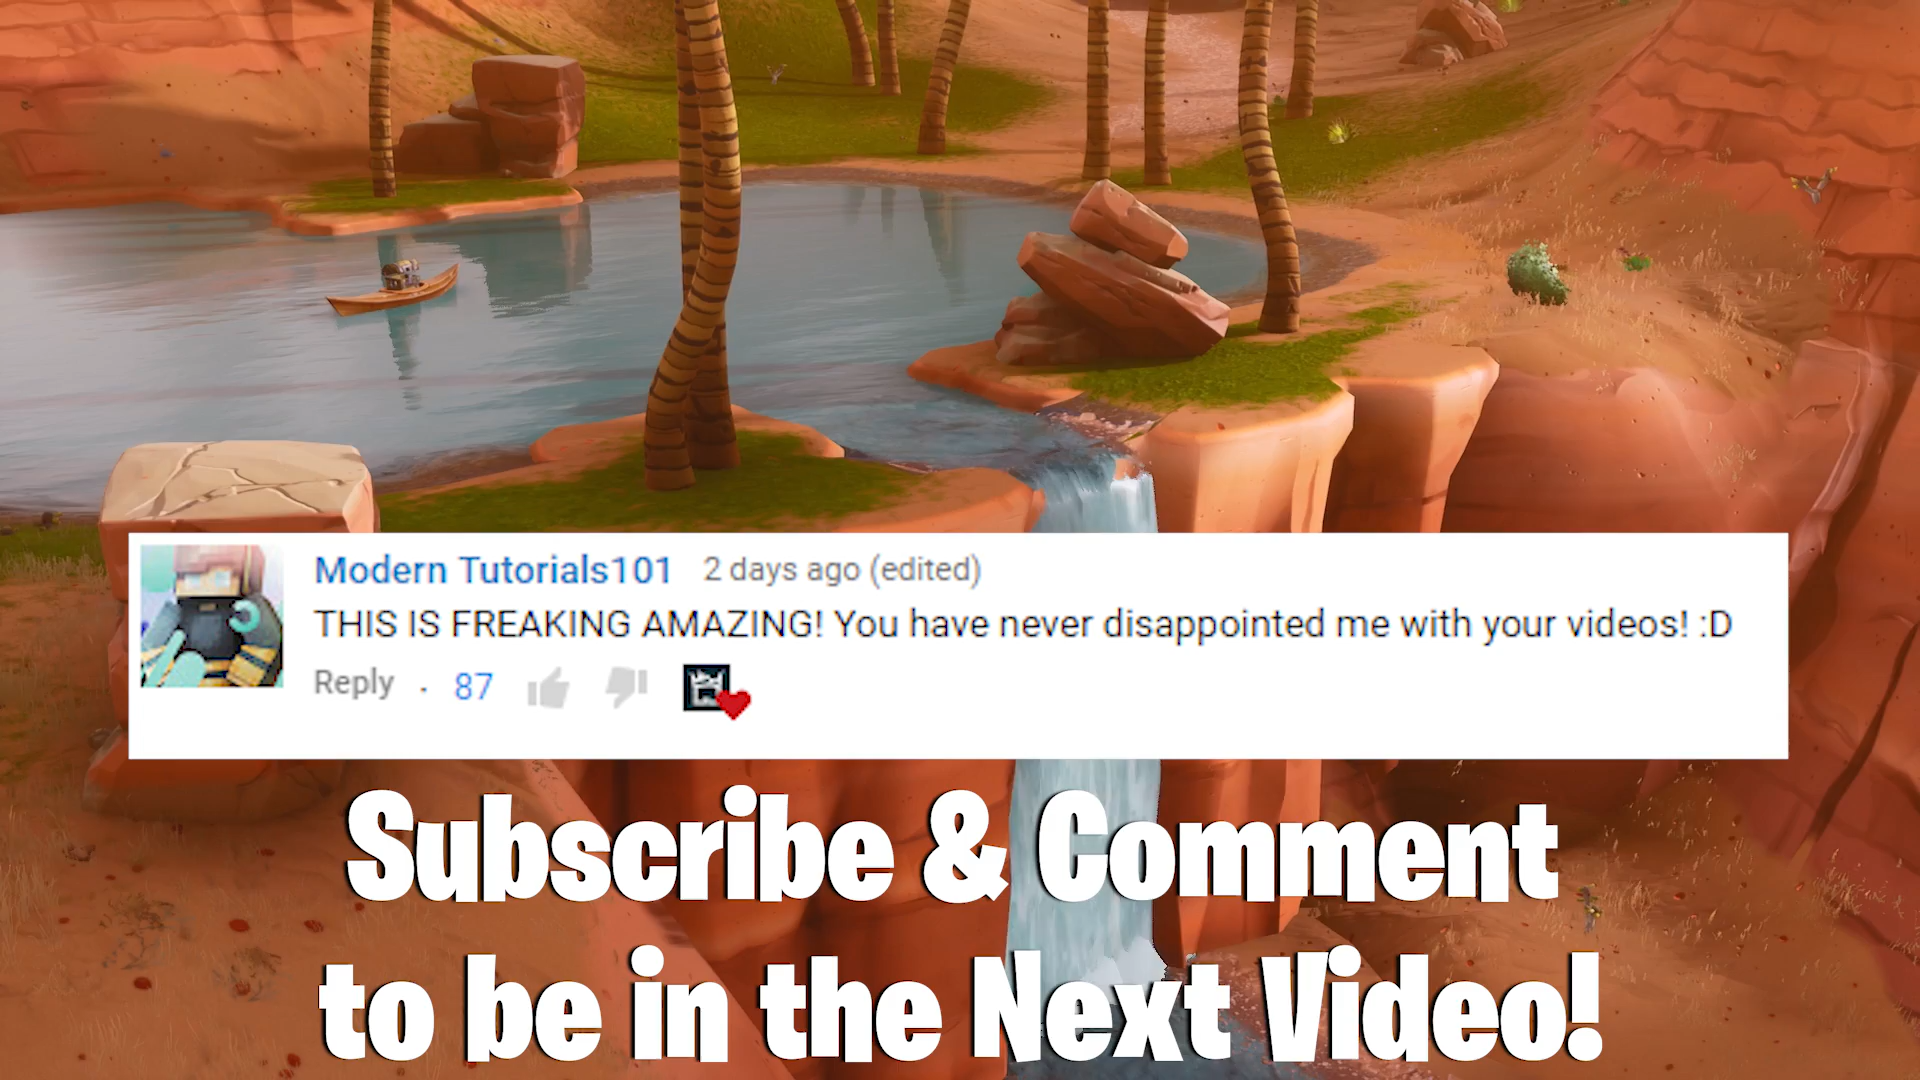 Modern Tutorials101 2 days ago (edited)
THIS IS FREAKING AMAZING! You have never disappointed me with your videos! :D
Reply · 87
Subscribe & Comment
to be in the Next Video!